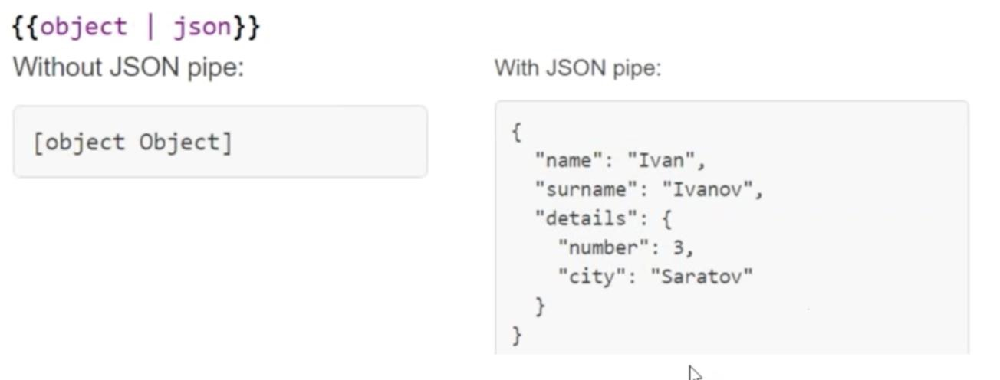 {{object | json}}
Without JSON pipe:
[object Object]
With JSON pipe:
{
  "name": "Ivan",
  "surname": "Ivanov",
  "details": {
    "number": 3,
    "city": "Saratov"
  }
}